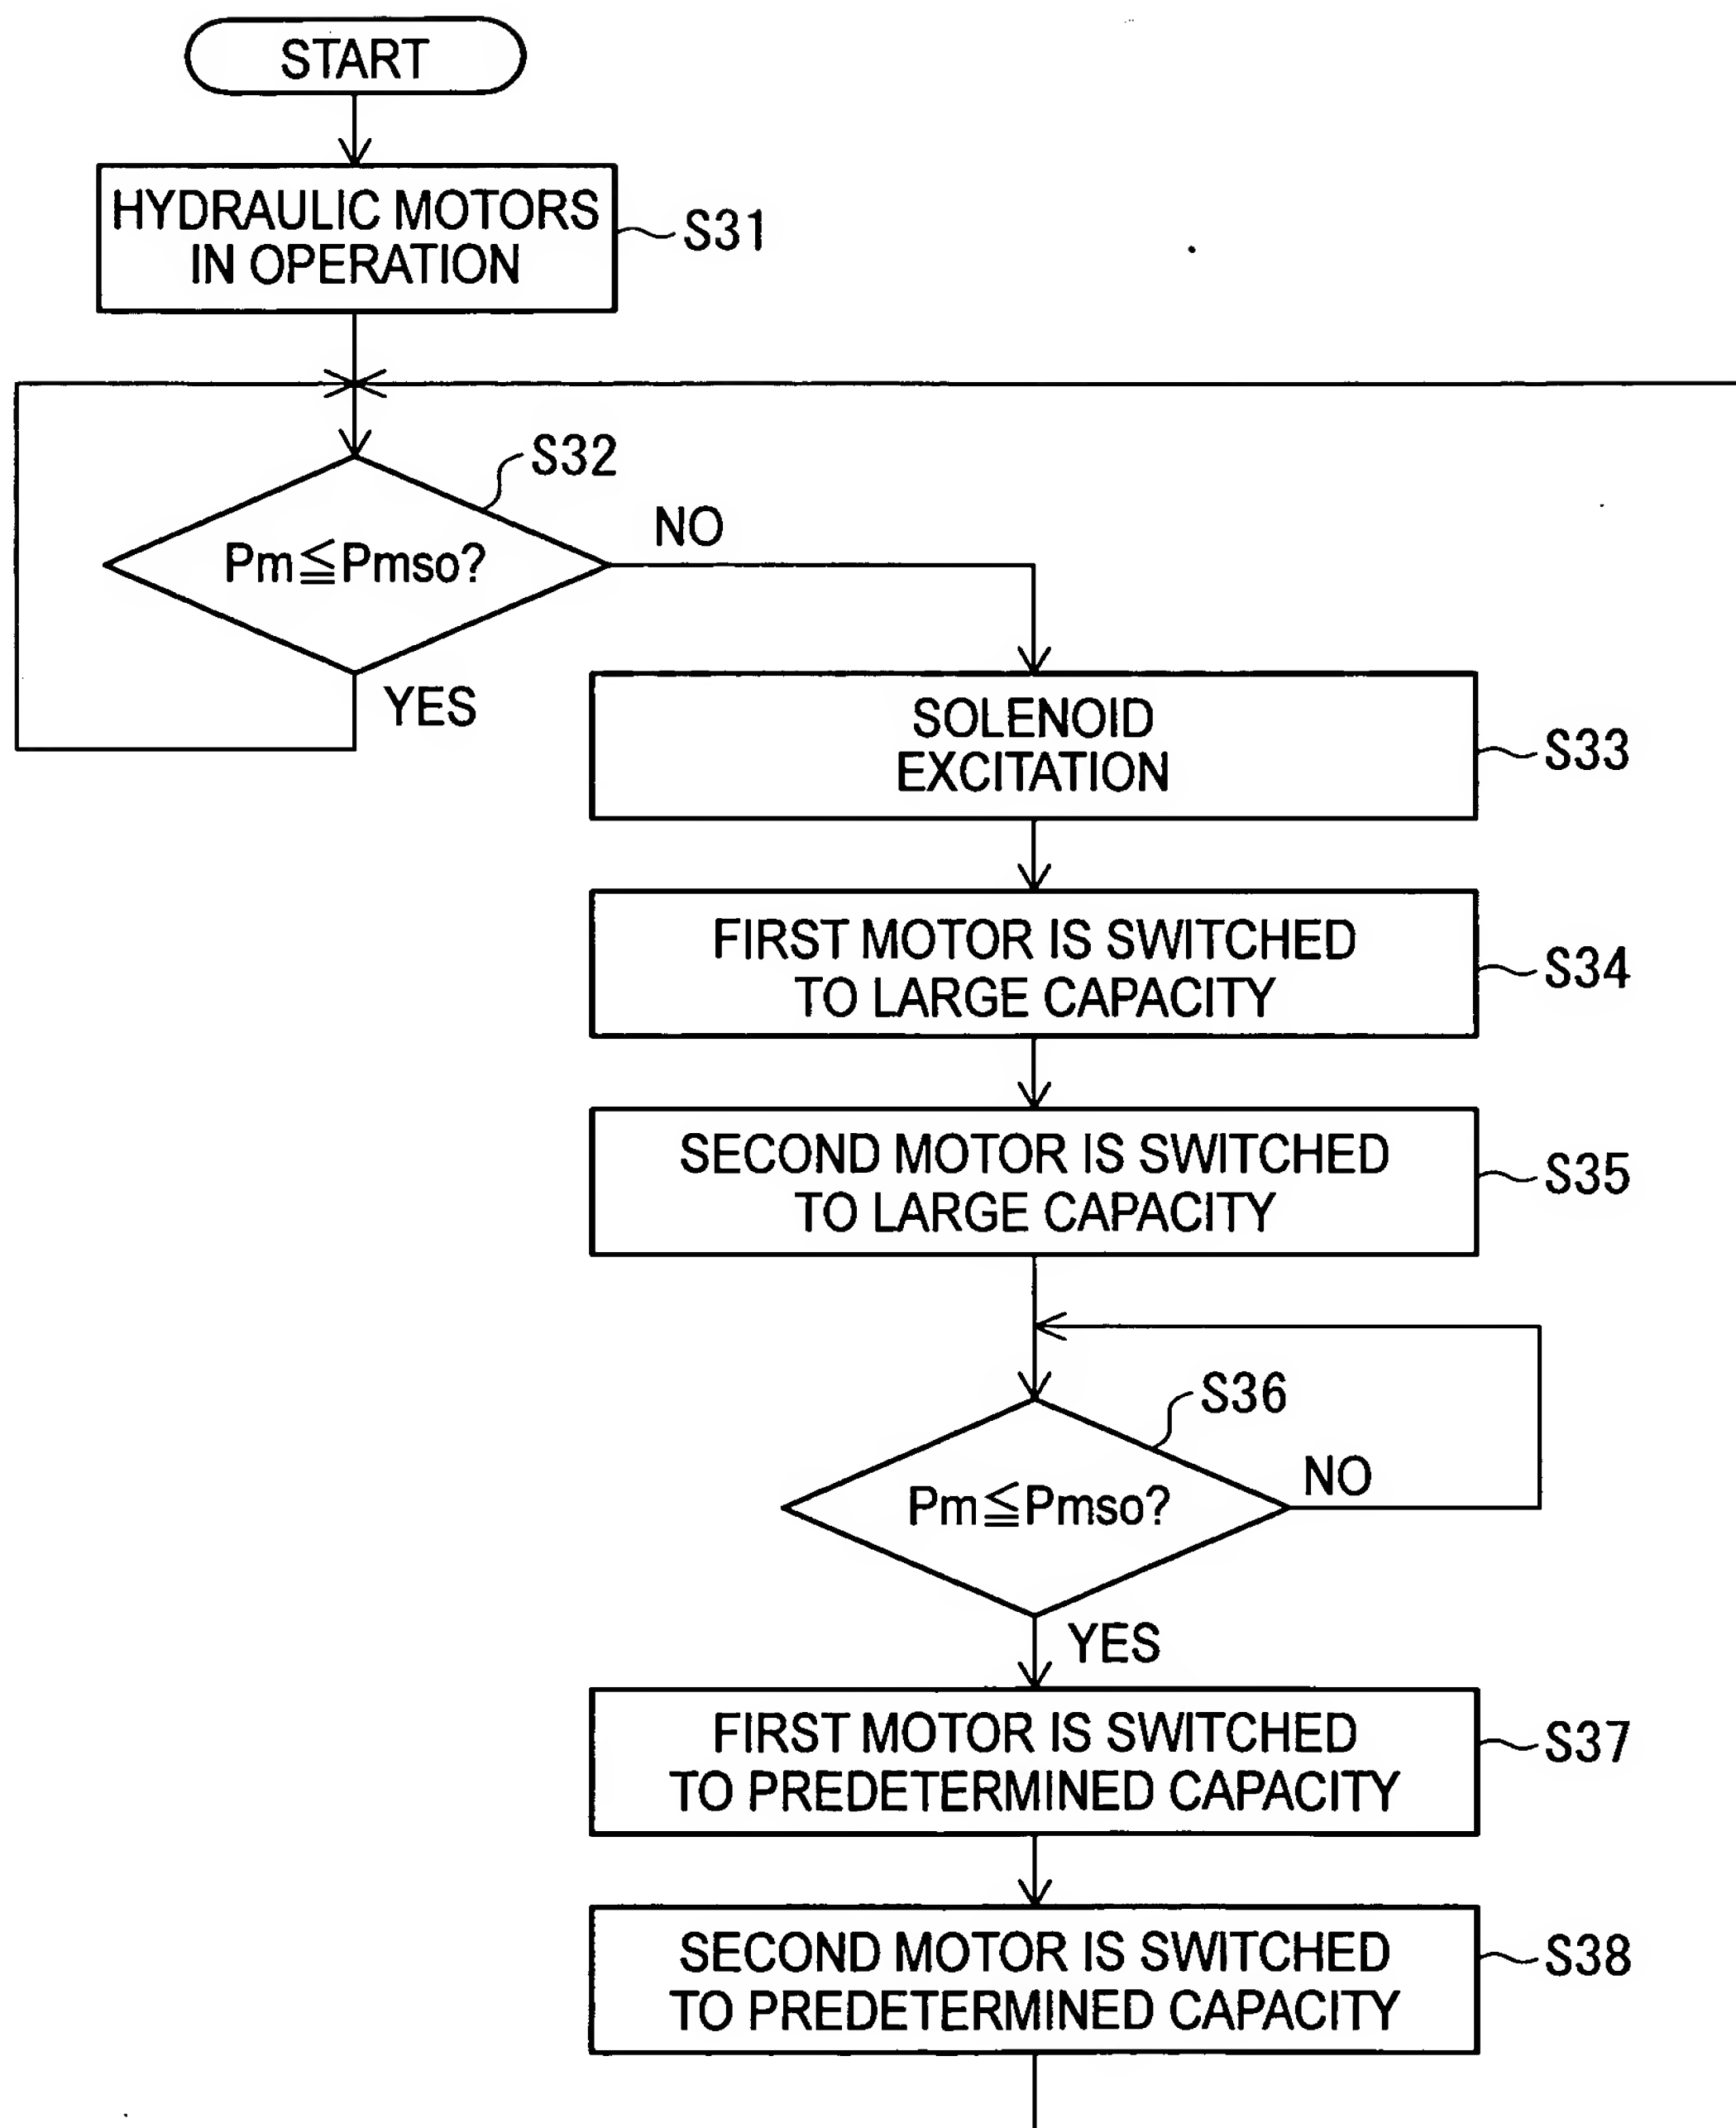 START
HYDRAULIC MOTORS
IN OPERATION
S31
S32
Pm≦Pmso?
NO
YES
SOLENOID
EXCITATION
S33
FIRST MOTOR IS SWITCHED
TO LARGE CAPACITY
S34
SECOND MOTOR IS SWITCHED
TO LARGE CAPACITY
S35
S36
Pm≦Pmso?
NO
YES
FIRST MOTOR IS SWITCHED
TO PREDETERMINED CAPACITY
S37
SECOND MOTOR IS SWITCHED
TO PREDETERMINED CAPACITY
S38